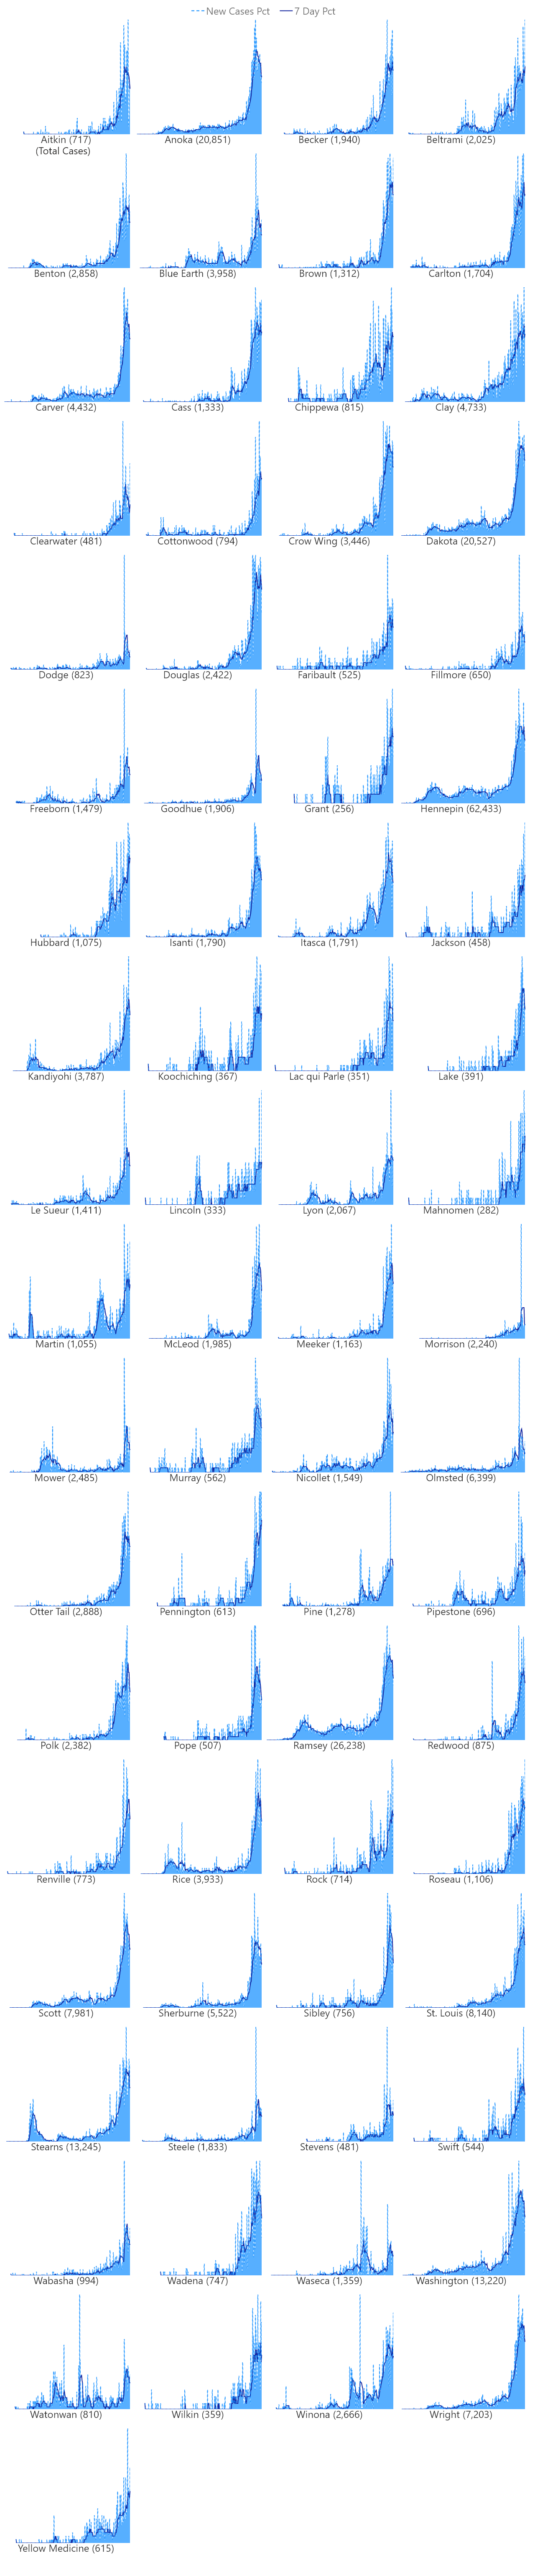 New Cases Pct 7 Day Pct
Aitkin (717) Anoka (20,851) Becker (1,940) Beltrami (2,025)
(Total Cases)
Benton (2,858) Blue Earth (3,958) Brown (1,312) Carlton (1,704)
Carver (4,432) Cass (1,333) Chippewa (815) Clay (4,733)
Clearwater (481) Cottonwood (794) Crow Wing (3,446) Dakota (20,527)
Dodge (823) Douglas (2,422) Faribault (525) Fillmore (650)
Freeborn (1,479) Goodhue (1,906) Grant (256) Hennepin (62,433)
Hubbard (1,075) Isanti (1,790) Itasca (1,791) Jackson (458)
Kandiyohi (3,787) Koochiching (367) Lac qui Parle (351) Lake (391)
Le Sueur (1,411) Lincoln (333) Lyon (2,067) Mahnomen (282)
Martin (1,055) McLeod (1,985) Meeker (1,163) Morrison (2,240)
Mower (2,485) Murray (562) Nicollet (1,549) Olmsted (6,399)
Otter Tail (2,888) Pennington (613) Pine (1,278) Pipestone (696)
Polk (2,382) Pope (507) Ramsey (26,238) Redwood (875)
Renville (773) Rice (3,933) Rock (714) Roseau (1,106)
Scott (7,981) Sherburne (5,522) Sibley (756) St. Louis (8,140)
Stearns (13,245) Steele (1,833) Stevens (481) Swift (544)
Wabasha (994) Wadena (747) Waseca (1,359) Washington (13,220)
Watonwan (810) Wilkin (359) Winona (2,666) Wright (7,203)
Yellow Medicine (615)